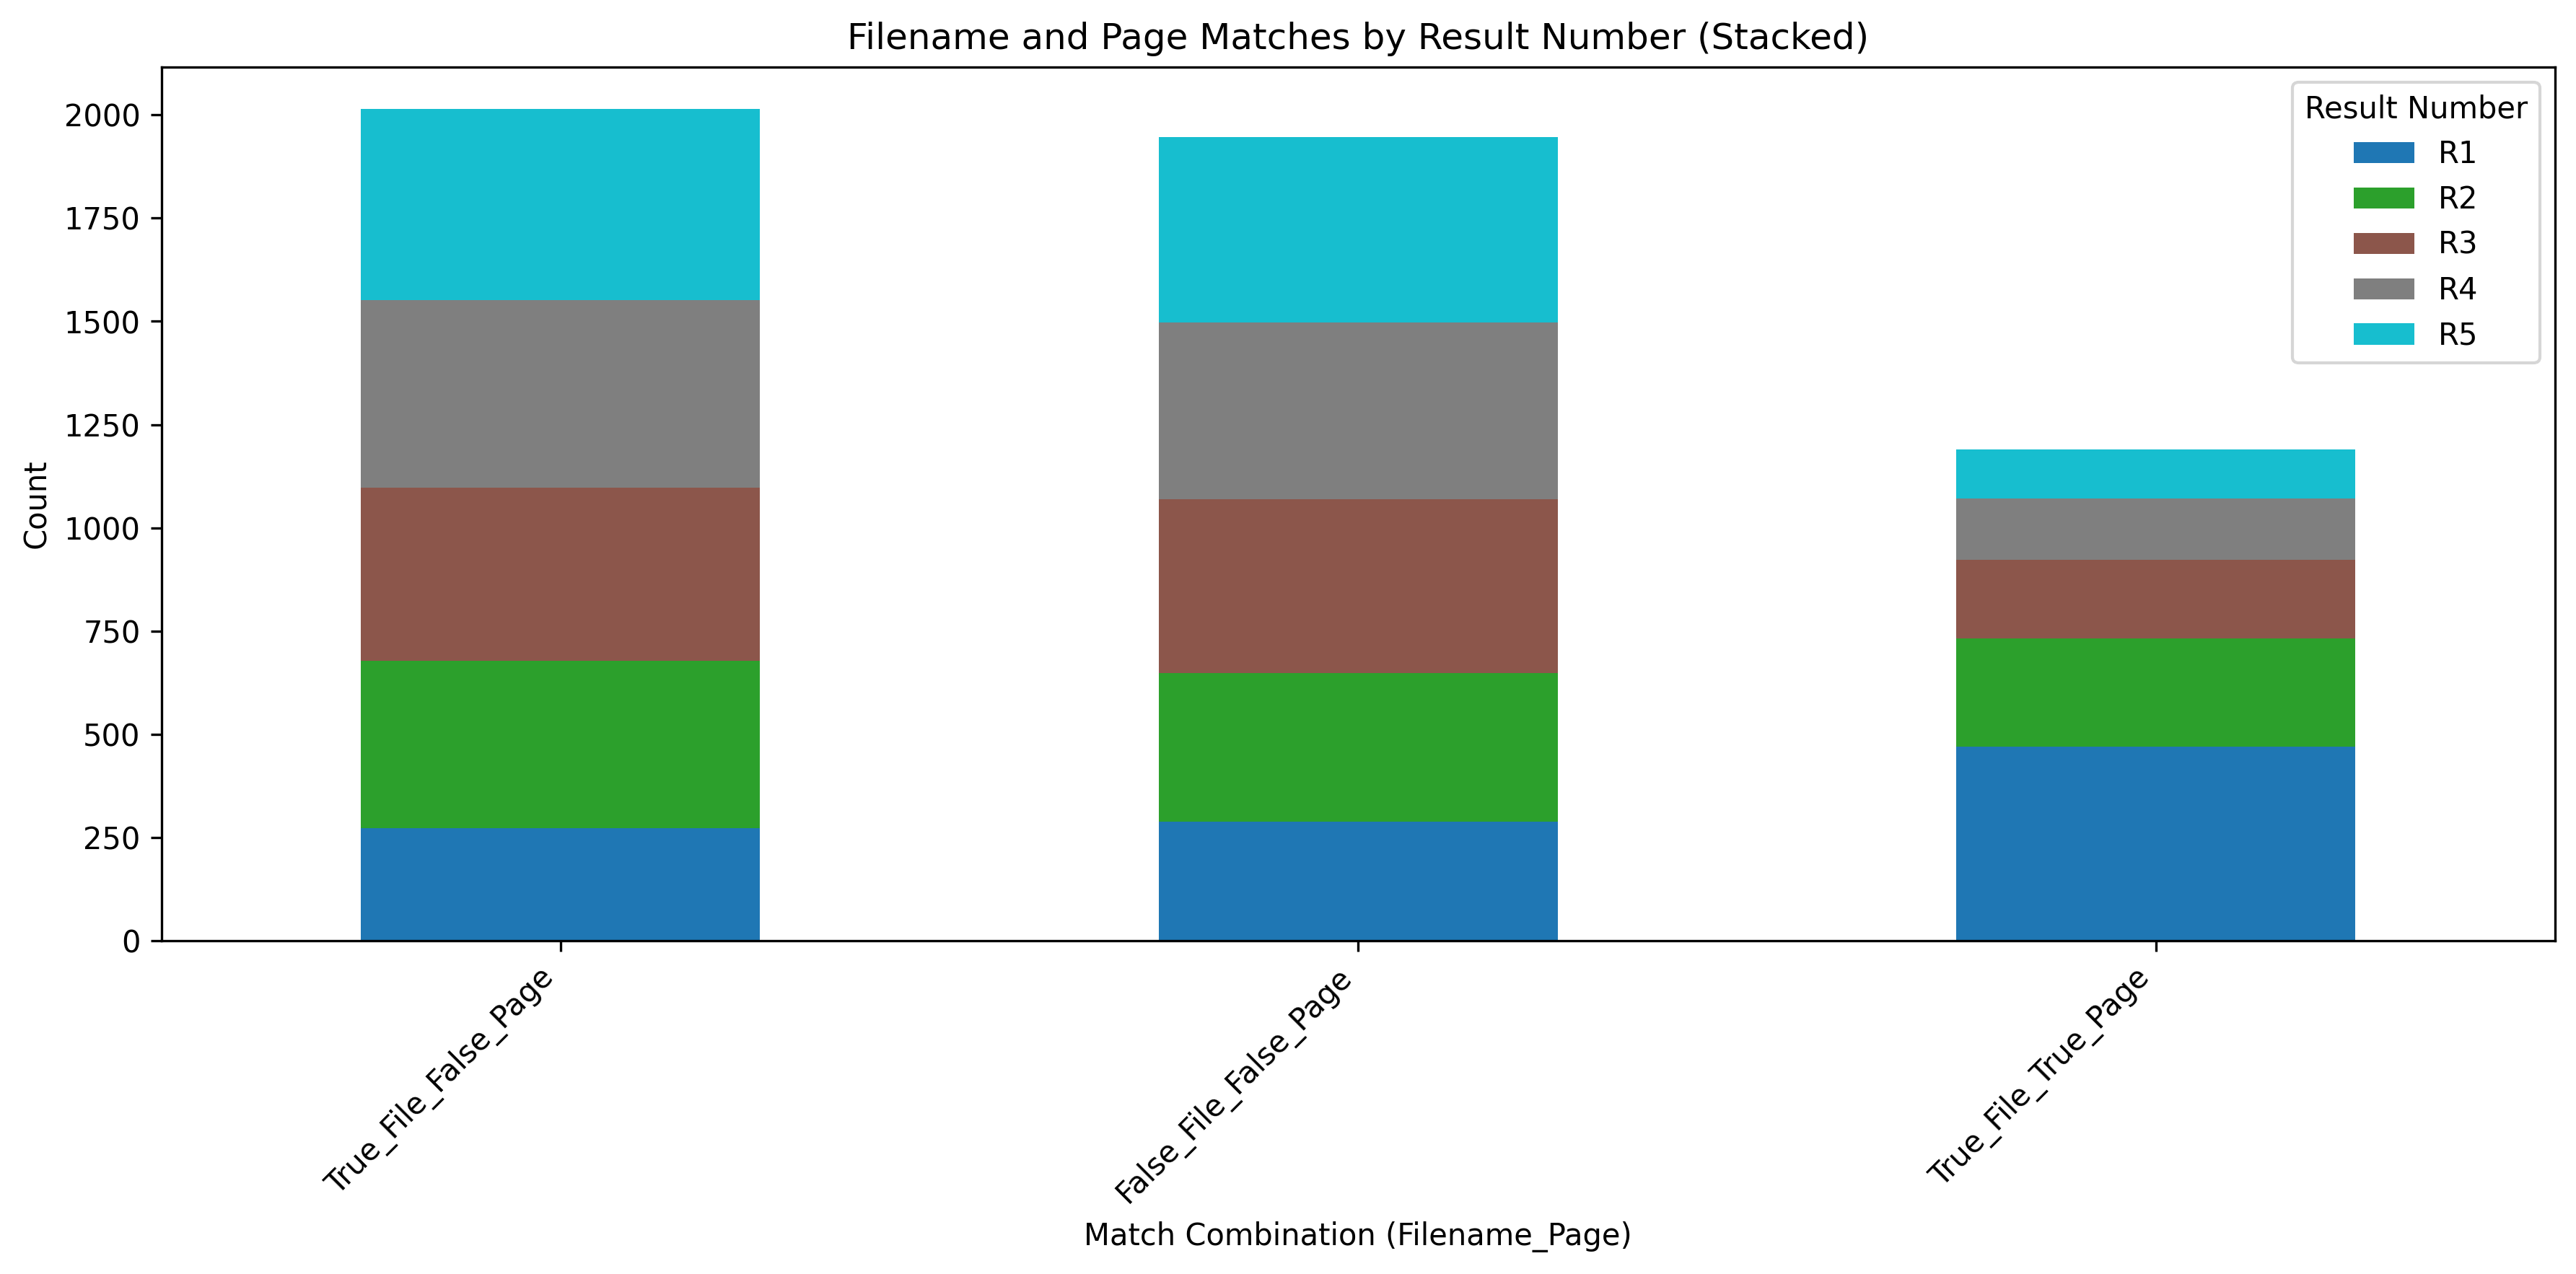 Filename and Page Matches by Result Number (Stacked)
Result Number
R1
R2
R3
R4
R5
Count
2000
1750
1500
1250
1000
750
500
250
0
True_File_False_Page
False_File_False_Page
True_File_True_Page
Match Combination (Filename_Page)